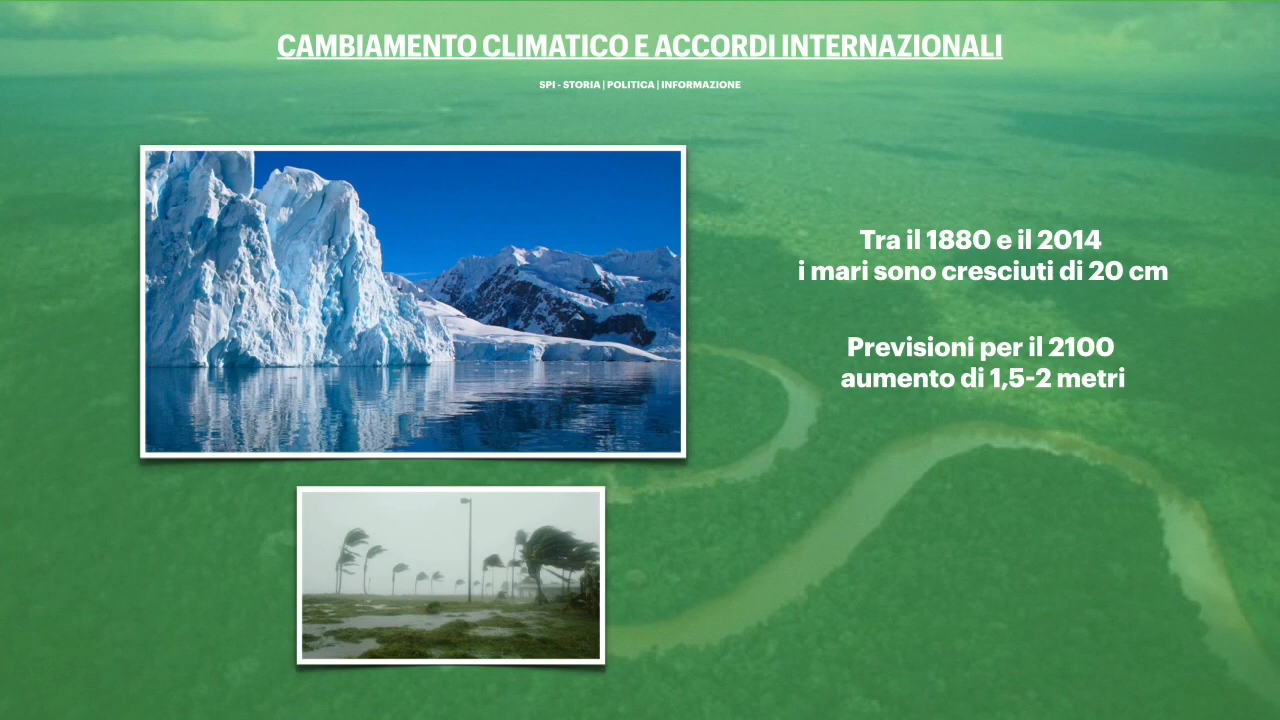 CAMBIAMENTO CLIMATICO E ACCORDI INTERNAZIONALI
SPI - STORIA | POLITICA | INFORMAZIONE
Tra il 1880 e il 2014
i mari sono cresciuti di 20 cm
Previsioni per il 2100
aumento di 1,5-2 metri